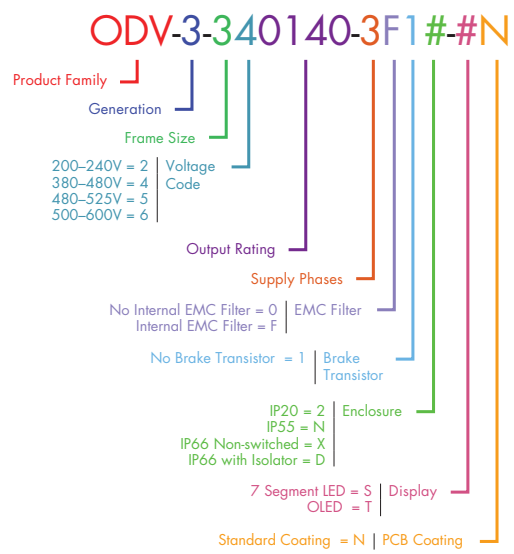 ODV-3-340140-3F1#-#N
Product Family
Generation
Frame Size
200–240V = 2 | Voltage
380–480V = 4 | Code
480–525V = 5
500–600V = 6
Output Rating
Supply Phases
No Internal EMC Filter = 0 | EMC Filter
Internal EMC Filter = F
No Brake Transistor = 1 | Brake
Transistor
IP20 = 2 | Enclosure
IP55 = N
IP66 Non-switched = X
IP66 with Isolator = D
7 Segment LED = S | Display
OLED = T
Standard Coating = N | PCB Coating